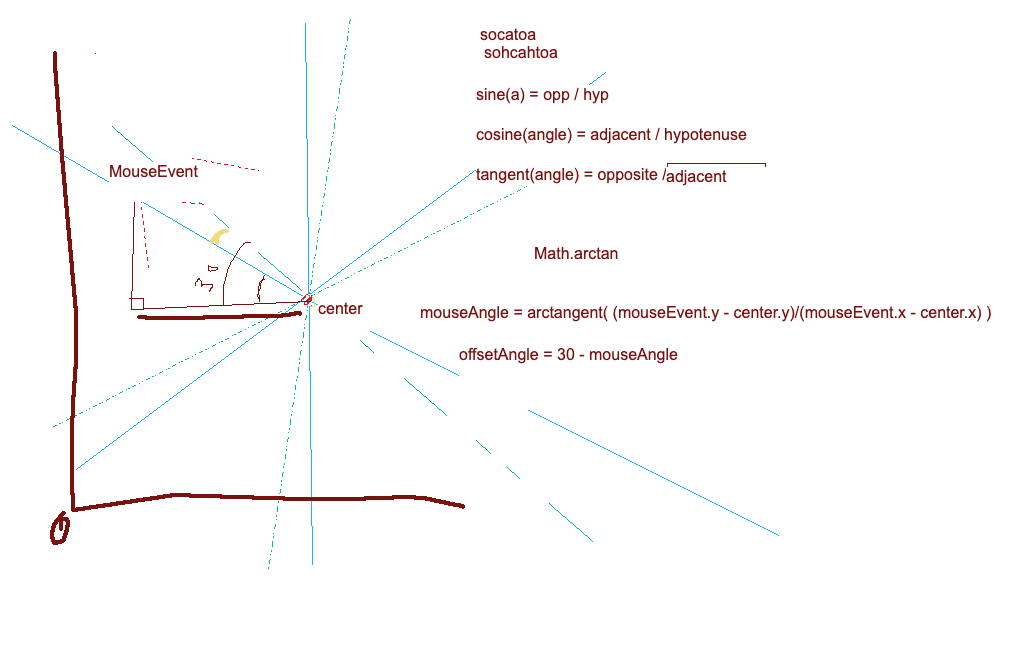 socatoa
sohcahtoa
sine(a) = opp / hyp
cosine(angle) = adjacent / hypotenuse
tangent(angle) = opposite /adjacent
MouseEvent
Math.arctan
30
center
mouseAngle = arctangent( (mouseEvent.y - center.y)/(mouseEvent.x - center.x) )
offsetAngle = 30 - mouseAngle
0